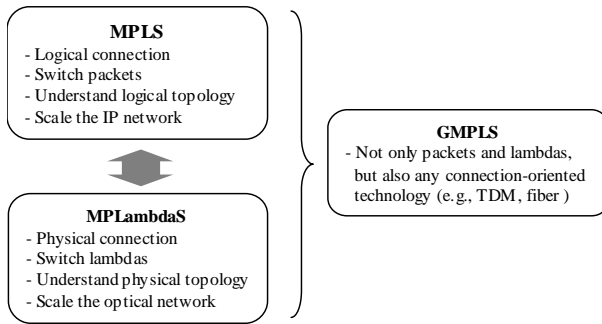 MPLS
- Logical connection
- Switch packets
- Understand logical topology
- Scale the IP network
MPLambdaS
- Physical connection
- Switch lambdas
- Understand physical topology
- Scale the optical network
GMPLS
- Not only packets and lambdas,
but also any connection-oriented
technology (e.g., TDM, fiber )